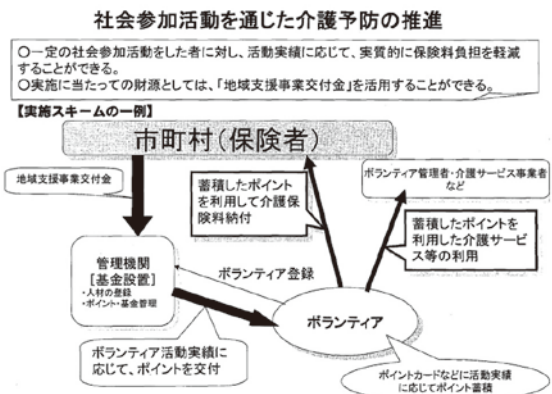 社会参加活動を通じた介護予防の推進
○一定の社会参加活動をした者に対し、活動実績に応じて、実質的に保険料負担を軽減
することができる。
○実施に当たっての財源としては、「地域支援事業交付金」を活用することができる。
【実施スキームの一例】
市町村(保険者)
地域支援事業交付金
蓄積したポイント
を利用して介護保
険料納付
ボランティア管理者・介護サービス事業者
など
蓄積したポイントを
利用した介護サービ
ス等の利用
管理機関
[基金設置]
・人材の登録
・ポイント・基金管理
ボランティア登録
ボランティア
ボランティア活動実績に
応じて、ポイントを交付
ポイントカードなどに活動実績
に応じてポイント蓄積